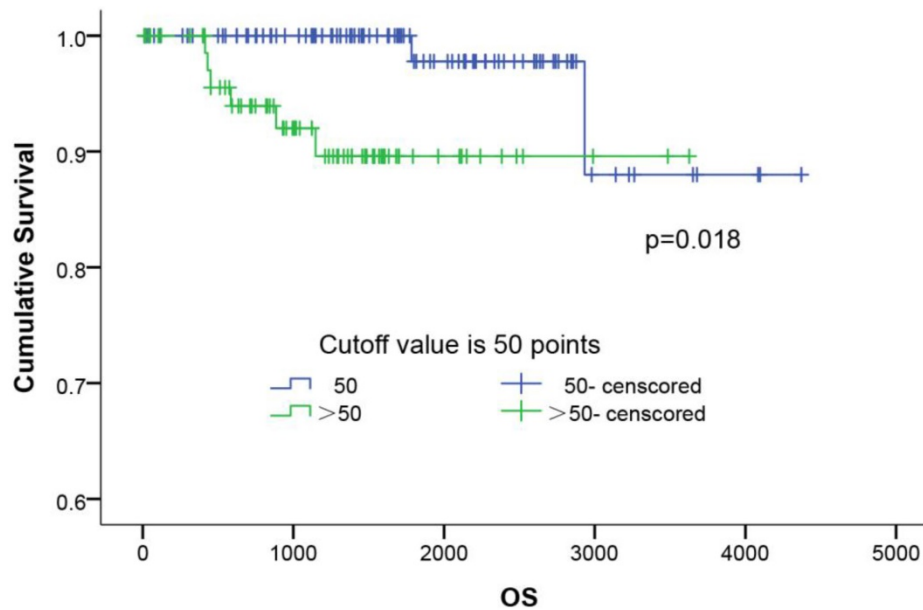 Cumulative Survival
1.0
0.9
0.8
0.7
0.6
p=0.018
Cutoff value is 50 points
50
50- censcored
>50
>50- censcored
0
1000
2000
3000
4000
5000
OS